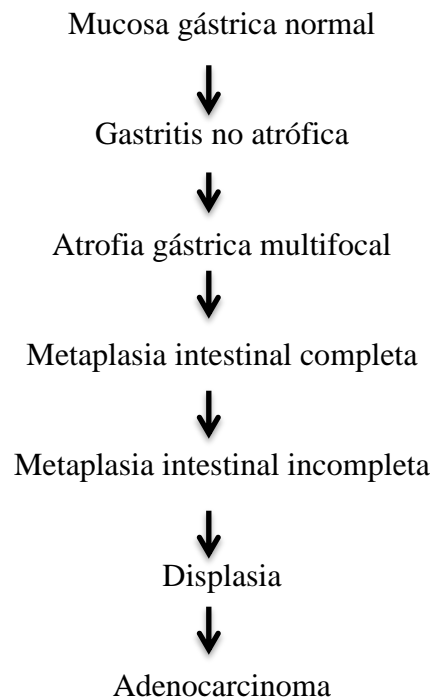 Mucosa gástrica normal
Gastritis no atrófica
Atrofia gástrica multifocal
Metaplasia intestinal completa
Metaplasia intestinal incompleta
Displasia
Adenocarcinoma